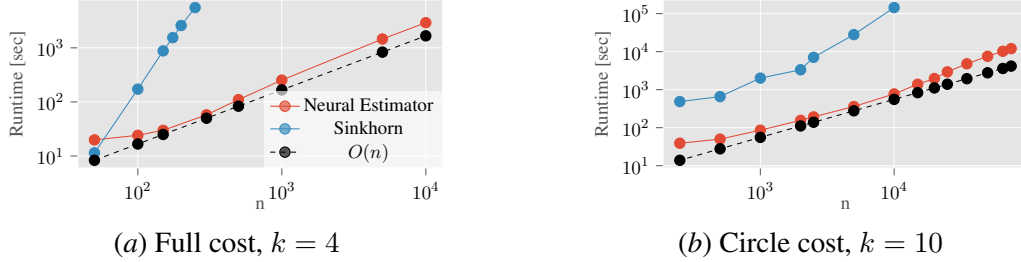 Runtime [sec]
10^3
10^2
10^1
Neural Estimator
Sinkhorn
O(n)
10^2
10^3
10^4
n
(a) Full cost, k = 4
Runtime [sec]
10^5
10^4
10^3
10^2
10^1
10^3
10^4
n
(b) Circle cost, k = 10